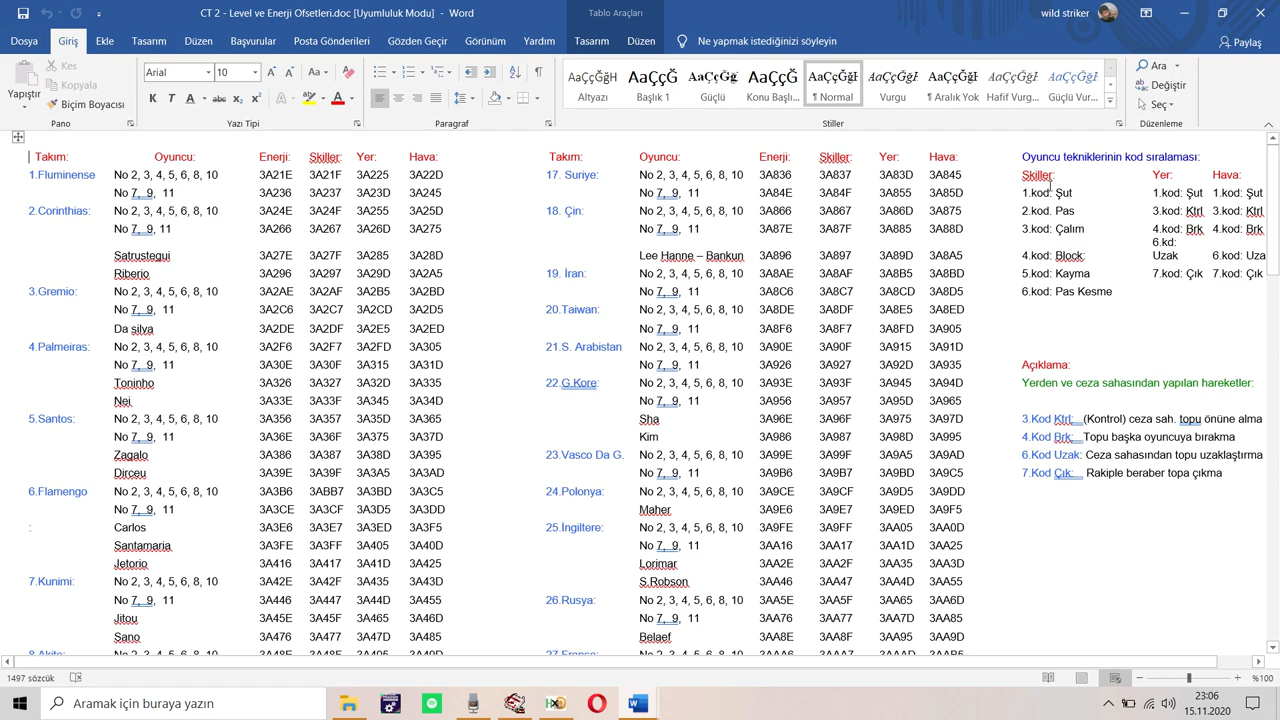 CT 2 - Level ve Enerji Ofsetleri.doc [Uyumluluk Modu] - Word
Tablo Araçları
wild striker
Dosya Giriş Ekle Tasarım Düzen Başvurular Posta Gönderileri Gözden Geçir Görünüm Yardım Tasarım Düzen Ne yapmak istediğinizi söyleyin Paylaş
Yapıştır
Kes
Kopyala
Biçim Boyacısı
Pano
Arial 10
Yazı Tipi
Paragraf
AaÇçĞğH AaÇçĞ AaÇçĞğ AaÇçĞ AaÇçĞğH AaÇçĞğH AaÇçĞğH AaÇçĞğH AaÇçĞğH
Altyazı Başlık 1 Güçlü Konu Başlı... ¶ Normal Vurgu ¶ Aralık Yok Hafif Vurg... Güçlü Vur...
Stiller
Ara
Değiştir
Seç
Düzenleme
Takım: Oyuncu: Enerji: Skiller: Yer: Hava: Takım: Oyuncu: Enerji: Skiller: Yer: Hava: Oyuncu tekniklerinin kod sıralaması:
1.Fluminense No 2, 3, 4, 5, 6, 8, 10 3A21E 3A21F 3A225 3A22D 17. Suriye: No 2, 3, 4, 5, 6, 8, 10 3A836 3A837 3A83D 3A845 Skiller: Yer: Hava:
No 7, 9, 11 3A236 3A237 3A23D 3A245 No 7, 9, 11 3A84E 3A84F 3A855 3A85D 1.kod: Şut 1.kod: Şut 1.kod: Şut
2.Corinthias: No 2, 3, 4, 5, 6, 8, 10 3A24E 3A24F 3A255 3A25D 18. Çin: No 2, 3, 4, 5, 6, 8, 10 3A866 3A867 3A86D 3A875 2.kod: Pas 3.kod: Ktrl 3.kod: Ktrl
No 7, 9, 11 3A266 3A267 3A26D 3A275 No 7, 9, 11 3A87E 3A87F 3A885 3A88D 3.kod: Çalım 4.kod: Brk 4.kod: Brk
6.kd:
Satrustegui 3A27E 3A27F 3A285 3A28D Lee Hanne – Bankun 3A896 3A897 3A89D 3A8A5 4.kod: Block: Uzak 6.kod: Uza
Riberio 3A296 3A297 3A29D 3A2A5 19. İran: No 2, 3, 4, 5, 6, 8, 10 3A8AE 3A8AF 3A8B5 3A8BD 5.kod: Kayma 7.kod: Çık 7.kod: Çık
3.Gremio: No 2, 3, 4, 5, 6, 8, 10 3A2AE 3A2AF 3A2B5 3A2BD No 7, 9, 11 3A8C6 3A8C7 3A8CD 3A8D5 6.kod: Pas Kesme
No 7, 9, 11 3A2C6 3A2C7 3A2CD 3A2D5 20.Taiwan: No 2, 3, 4, 5, 6, 8, 10 3A8DE 3A8DF 3A8E5 3A8ED
Da silva 3A2DE 3A2DF 3A2E5 3A2ED No 7, 9, 11 3A8F6 3A8F7 3A8FD 3A905
4.Palmeiras: No 2, 3, 4, 5, 6, 8, 10 3A2F6 3A2F7 3A2FD 3A305 21.S. Arabistan No 2, 3, 4, 5, 6, 8, 10 3A90E 3A90F 3A915 3A91D
No 7, 9, 11 3A30E 3A30F 3A315 3A31D No 7, 9, 11 3A926 3A927 3A92D 3A935 Açıklama:
Toninho 3A326 3A327 3A32D 3A335 22.G.Kore: No 2, 3, 4, 5, 6, 8, 10 3A93E 3A93F 3A945 3A94D Yerden ve ceza sahasından yapılan hareketler:
Nei 3A33E 3A33F 3A345 3A34D No 7, 9, 11 3A956 3A957 3A95D 3A965
5.Santos: No 2, 3, 4, 5, 6, 8, 10 3A356 3A357 3A35D 3A365 Sha 3A96E 3A96F 3A975 3A97D 3.Kod Ktrl: (Kontrol) ceza sah. topu önüne alma
No 7, 9, 11 3A36E 3A36F 3A375 3A37D Kim 3A986 3A987 3A98D 3A995 4.Kod Brk: Topu başka oyuncuya bırakma
Zagalo 3A386 3A387 3A38D 3A395 23.Vasco Da G. No 2, 3, 4, 5, 6, 8, 10 3A99E 3A99F 3A9A5 3A9AD 6.Kod Uzak: Ceza sahasından topu uzaklaştırma
Dirceu 3A39E 3A39F 3A3A5 3A3AD No 7, 9, 11 3A9B6 3A9B7 3A9BD 3A9C5 7.Kod Çık: Rakiple beraber topa çıkma
6.Flamengo No 2, 3, 4, 5, 6, 8, 10 3A3B6 3ABB7 3A3BD 3A3C5 24.Polonya: No 2, 3, 4, 5, 6, 8, 10 3A9CE 3A9CF 3A9D5 3A9DD
No 7, 9, 11 3A3CE 3A3CF 3A3D5 3A3DD Maher 3A9E6 3A9E7 3A9ED 3A9F5
: Carlos 3A3E6 3A3E7 3A3ED 3A3F5 25.İngiltere: No 2, 3, 4, 5, 6, 8, 10 3A9FE 3A9FF 3AA05 3AA0D
Santamaria 3A3FE 3A3FF 3A405 3A40D No 7, 9, 11 3AA16 3AA17 3AA1D 3AA25
Jetorio 3A416 3A417 3A41D 3A425 Lorimar 3AA2E 3AA2F 3AA35 3AA3D
7.Kunimi: No 2, 3, 4, 5, 6, 8, 10 3A42E 3A42F 3A435 3A43D S.Robson 3AA46 3AA47 3AA4D 3AA55
No 7, 9, 11 3A446 3A447 3A44D 3A455 26.Rusya: No 2, 3, 4, 5, 6, 8, 10 3AA5E 3AA5F 3AA65 3AA6D
Jitou 3A45E 3A45F 3A465 3A46D No 7, 9, 11 3AA76 3AA77 3AA7D 3AA85
Sano 3A476 3A477 3A47D 3A485 Belaef 3AA8E 3AA8F 3AA95 3AA9D
1497 sözcük
%100
Aramak için buraya yazın
23:06
15.11.2020